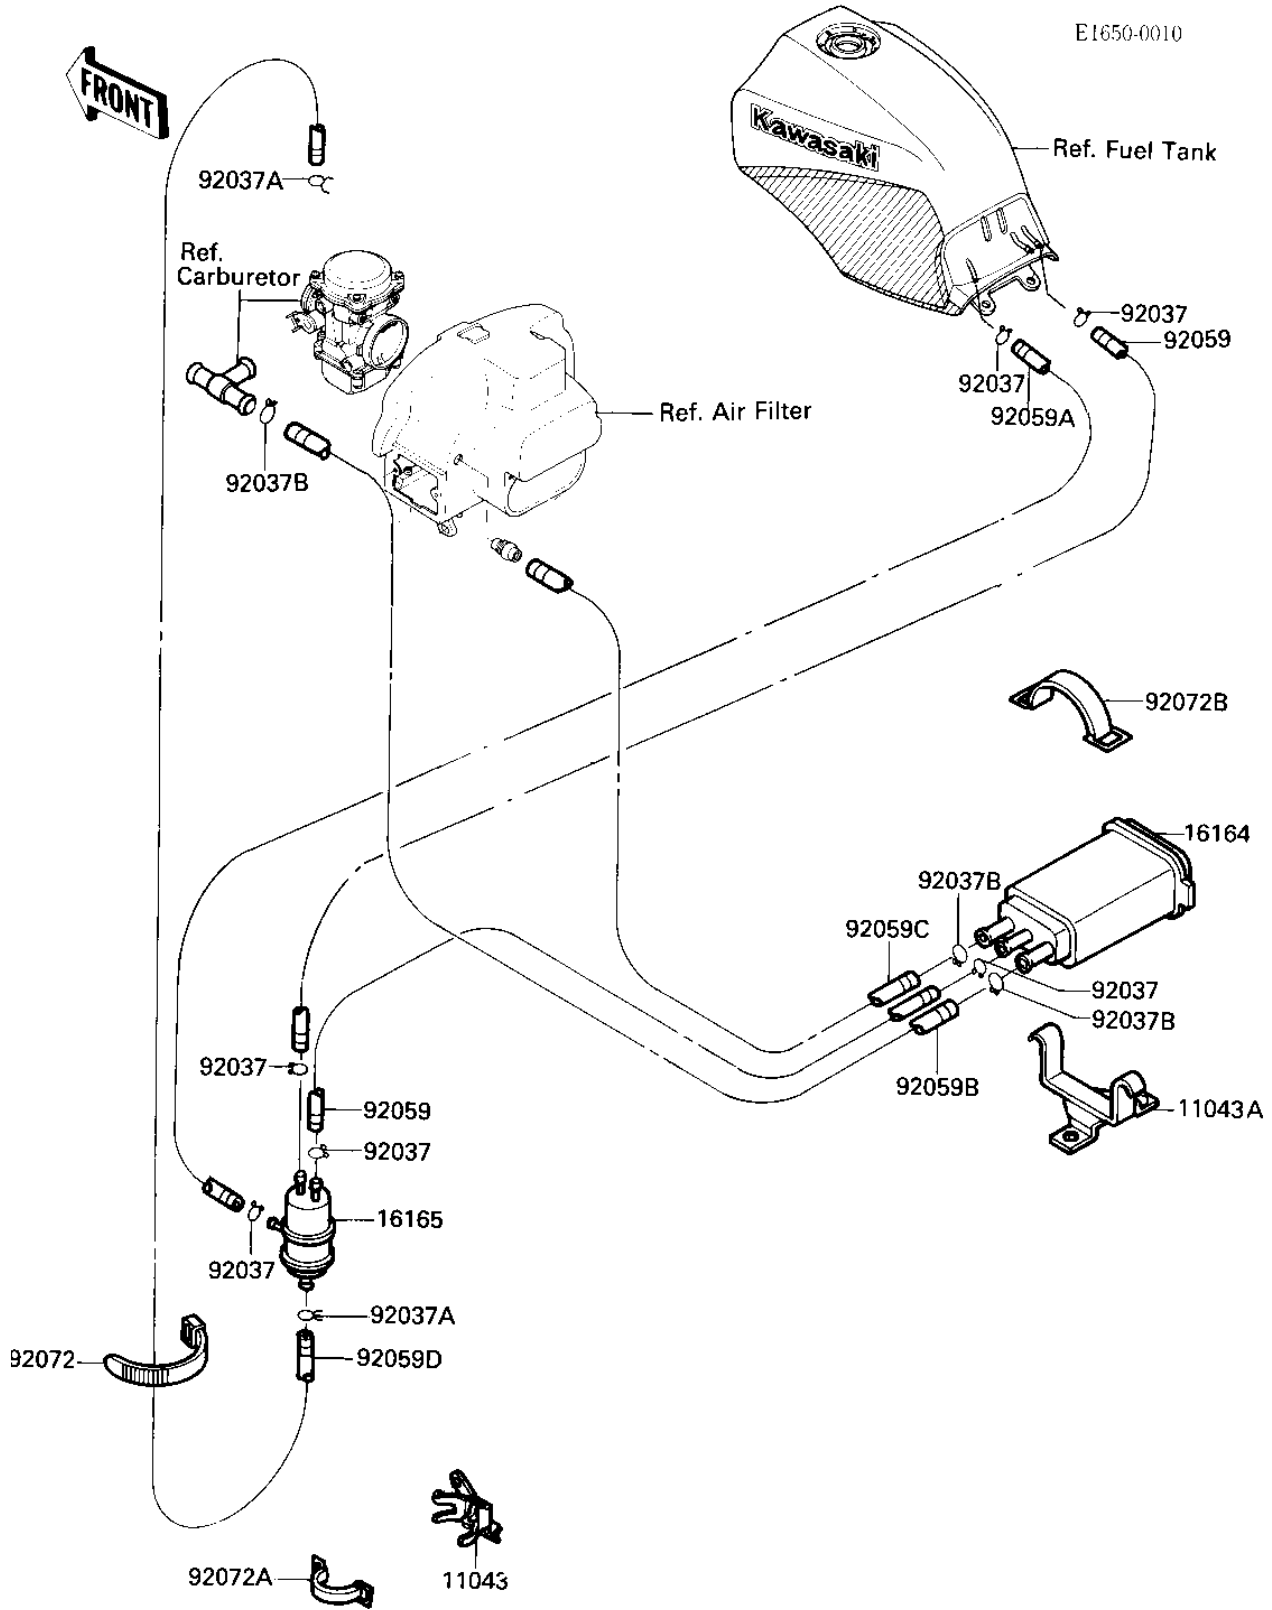 E1650-0010
FRONT
Kawasaki
Ref. Fuel Tank
92037A
Ref.
Carburetor
92037
92059
92037
92059A
Ref. Air Filter
92037B
92072B
16164
92037B
92059C
92037
92037B
92037
92059B
92059
11043A
92037
16165
92037
92037A
92072
92059D
92072A
11043